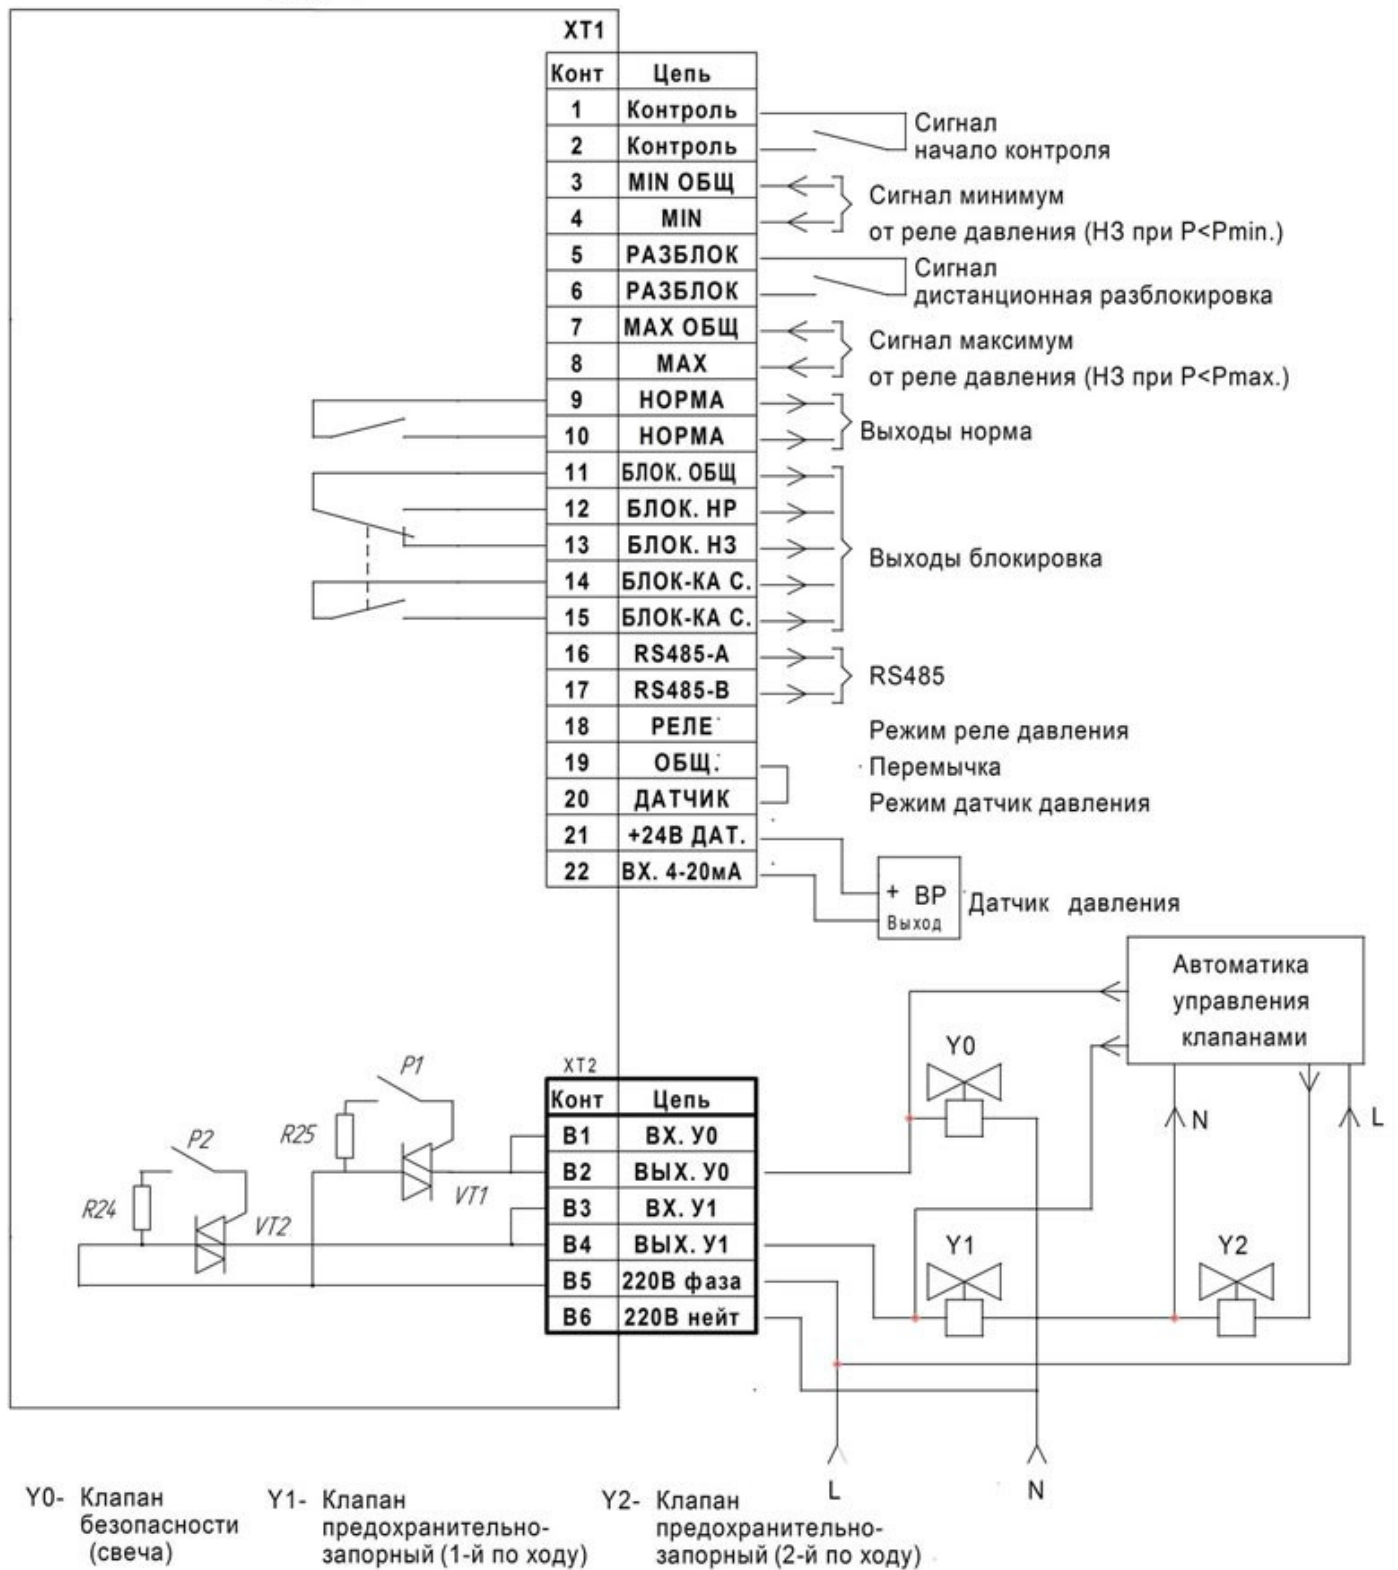 XT1
Конт Цепь
1 Контроль
2 Контроль
Сигнал
начало контроля
3 MIN ОБЩ
4 MIN
Сигнал минимум
от реле давления (НЗ при P<Pmin.)
5 РАЗБЛОК
6 РАЗБЛОК
Сигнал
дистанционная разблокировка
7 MAX ОБЩ
8 MAX
Сигнал максимум
от реле давления (НЗ при P<Pmax.)
9 НОРМА
10 НОРМА
Выходы норма
11 БЛОК. ОБЩ
12 БЛОК. НР
13 БЛОК. НЗ
14 БЛОК-КА С.
15 БЛОК-КА С.
Выходы блокировка
16 RS485-A
17 RS485-B
RS485
18 РЕЛЕ
Режим реле давления
19 ОБЩ.
Перемычка
20 ДАТЧИК
Режим датчик давления
21 +24В ДАТ.
22 ВХ. 4-20мА
+ BP
Выход
Датчик давления
Автоматика
управления
клапанами
Y0
N
L
P1
R25
VT1
P2
R24
VT2
XT2
Конт Цепь
B1 ВХ. У0
B2 ВЫХ. У0
B3 ВХ. У1
B4 ВЫХ. У1
B5 220В фаза
B6 220В нейт
Y1
Y2
L
N
Y0- Клапан
безопасности
(свеча)
Y1- Клапан
предохранительно-
запорный (1-й по ходу)
Y2- Клапан
предохранительно-
запорный (2-й по ходу)